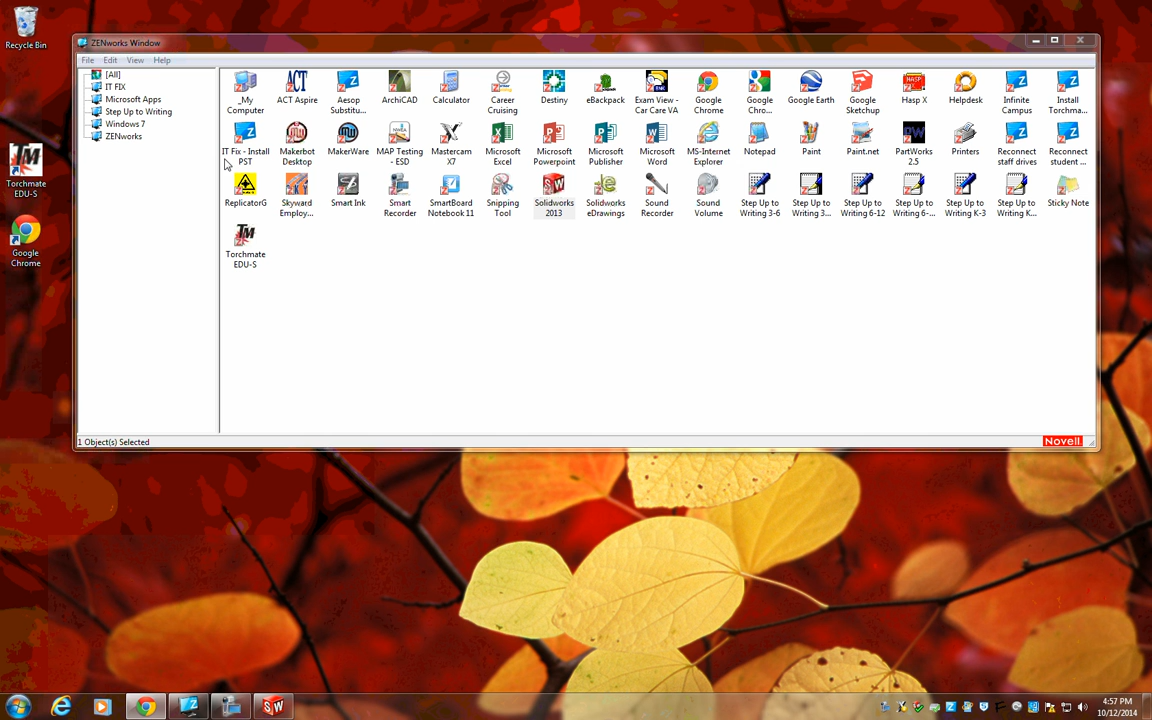 Recycle Bin
Torchmate
EDU-S
Google
Chrome
ZENworks Window
File Edit View Help
[All]
IT FIX
Microsoft Apps
Step Up to Writing
Windows 7
ZENworks
_My
Computer
ACT Aspire
Aesop
Substitu...
ArchiCAD
Calculator
Career
Cruising
Destiny
eBackpack
Exam View -
Car Care VA
Google
Chrome
Google
Chro...
Google Earth
Google
Sketchup
Hasp X
Helpdesk
Infinite
Campus
Install
Torchma...
IT Fix - Install
PST
Makerbot
Desktop
MakerWare
MAP Testing
- ESD
Mastercam
X7
Microsoft
Excel
Microsoft
Powerpoint
Microsoft
Publisher
Microsoft
Word
MS-Internet
Explorer
Notepad
Paint
Paint.net
PartWorks
2.5
Printers
Reconnect
staff drives
Reconnect
student ...
ReplicatorG
Skyward
Employ...
Smart Ink
Smart
Recorder
SmartBoard
Notebook 11
Snipping
Tool
Solidworks
2013
Solidworks
eDrawings
Sound
Recorder
Sound
Volume
Step Up to
Writing 3-6
Step Up to
Writing 3...
Step Up to
Writing 6-12
Step Up to
Writing 6-...
Step Up to
Writing K-3
Step Up to
Writing K...
Sticky Note
Torchmate
EDU-S
1 Object(s) Selected
Novell.
4:57 PM
10/12/2014